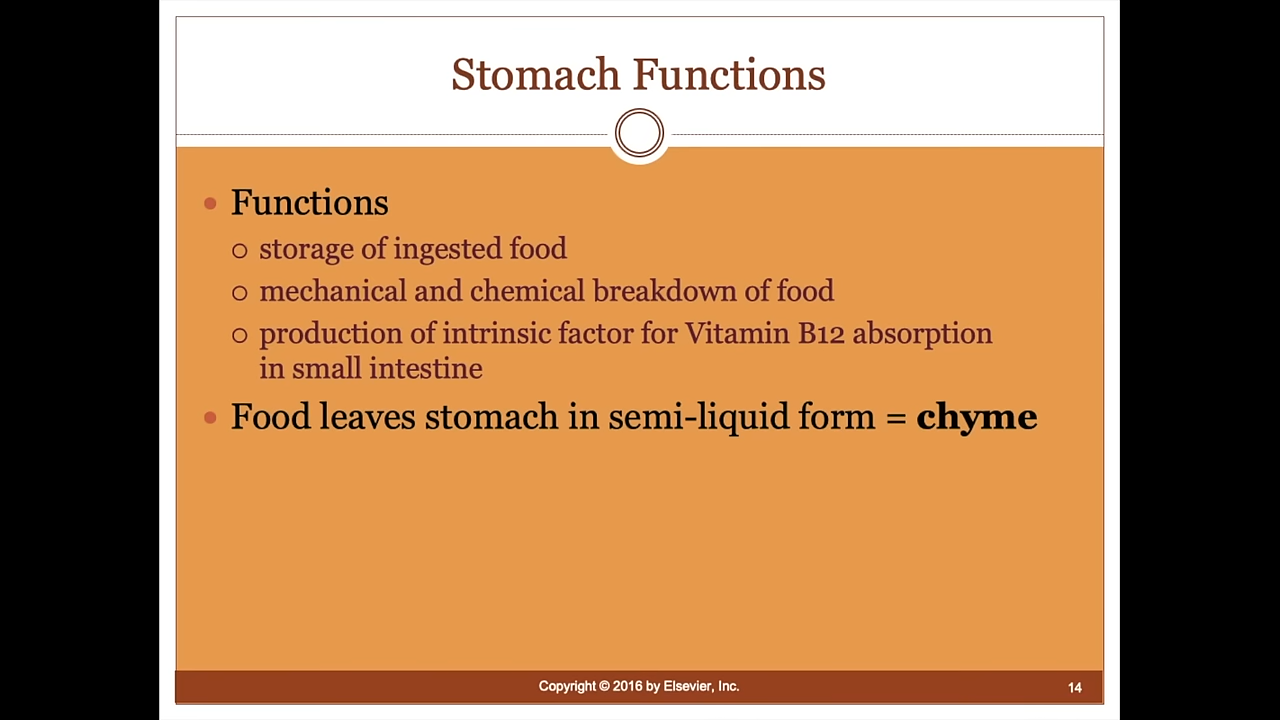 Stomach Functions
Functions
storage of ingested food
mechanical and chemical breakdown of food
production of intrinsic factor for Vitamin B12 absorption
in small intestine
Food leaves stomach in semi-liquid form = chyme
Copyright © 2016 by Elsevier, Inc.
14